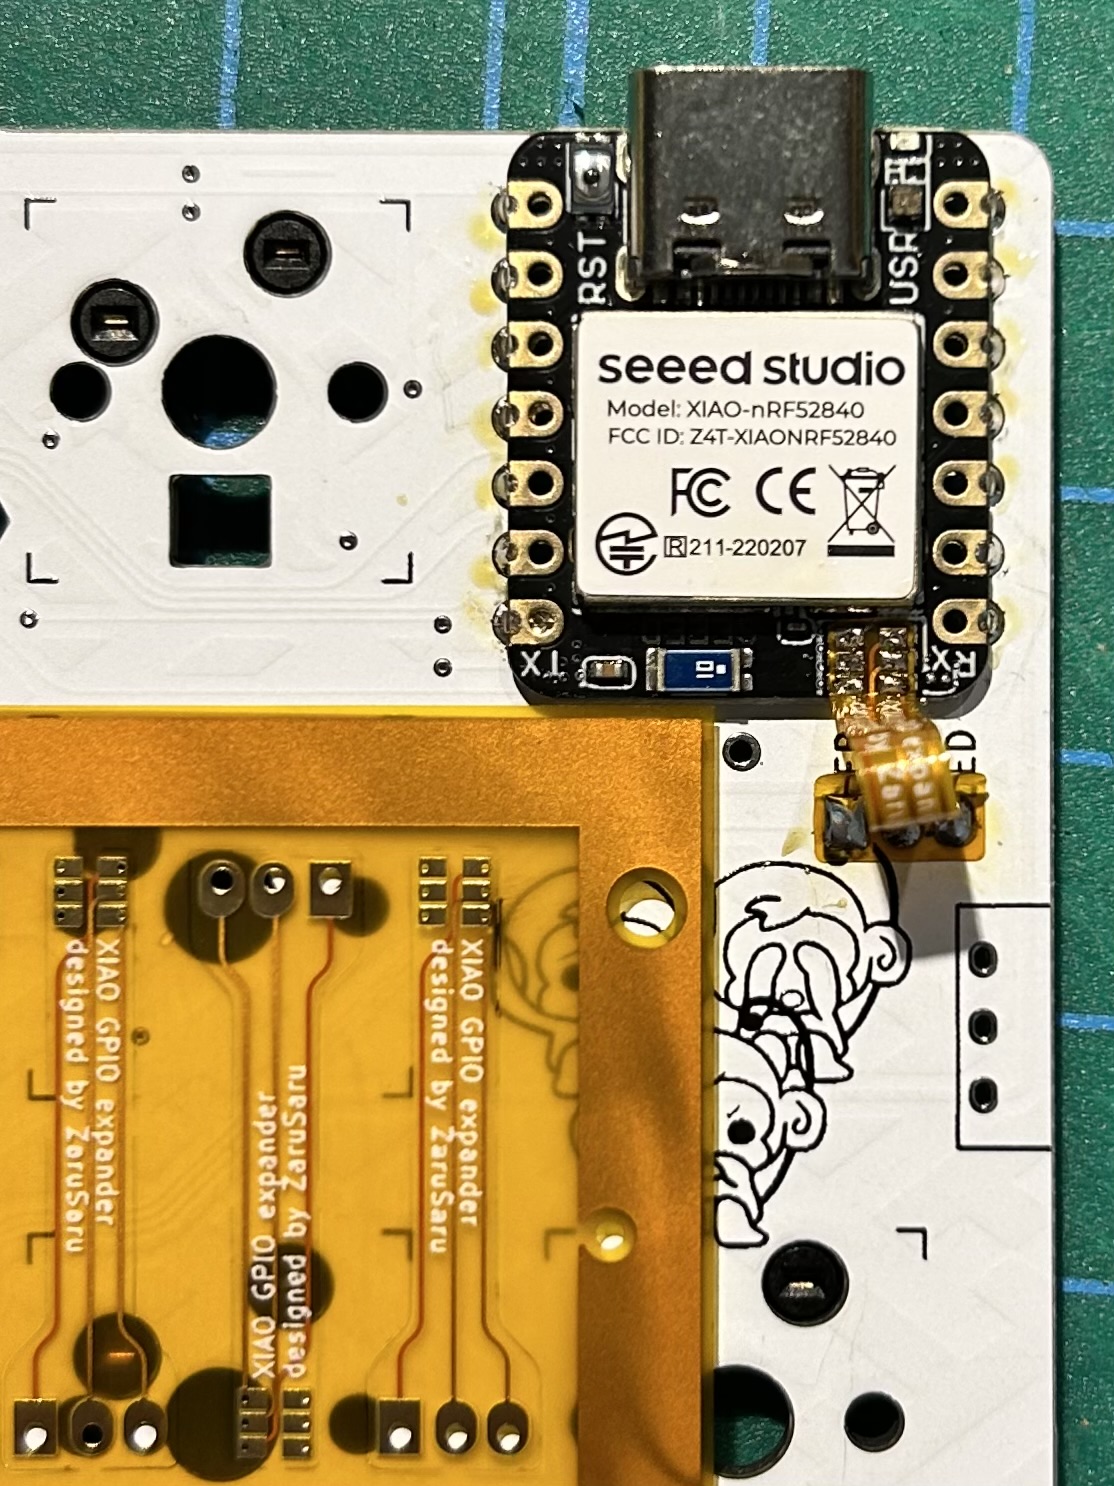 RST
USR
seeed studio
Model: XIAO-nRF52840
FCC ID: Z4T-XIAONRF52840
FC CE
R 211-220207
TX
RX
XIAO GPIO expander
designed by ZaruSaru
XIAO GPIO expander
designed by ZaruSaru
XIAO GPIO expander
designed by ZaruSaru